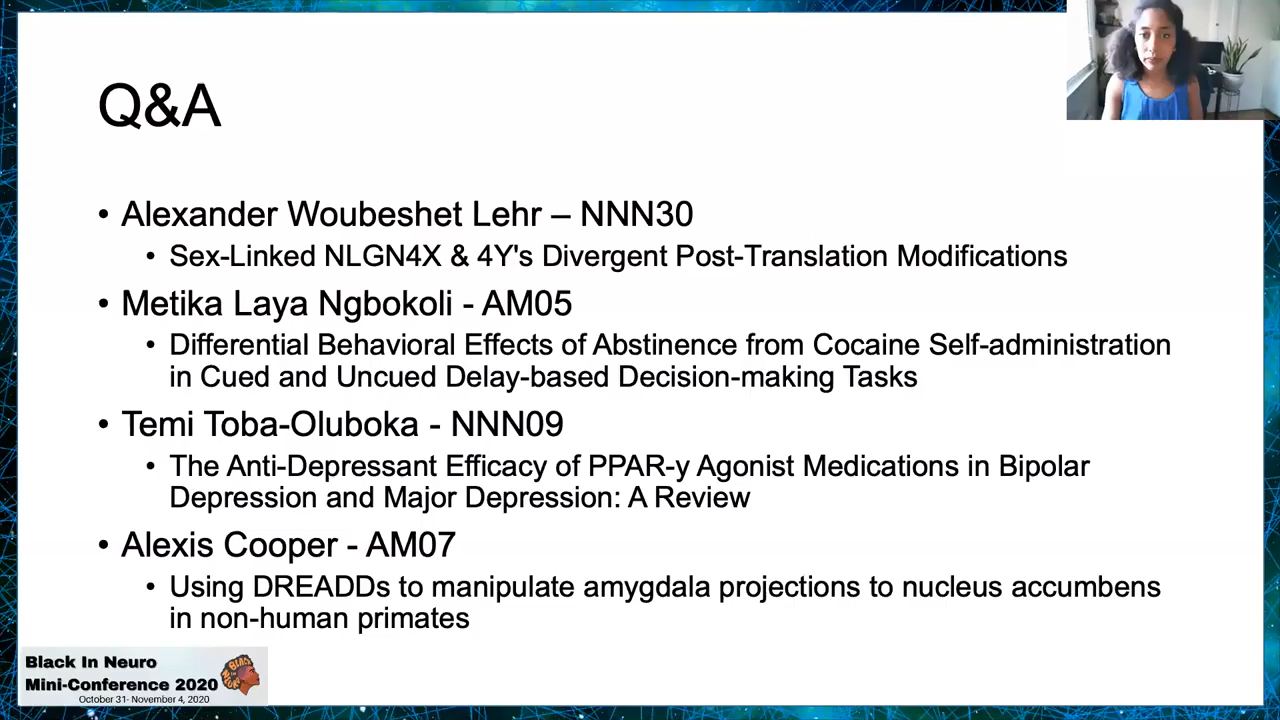 Q&A
• Alexander Woubeshet Lehr – NNN30
• Sex-Linked NLGN4X & 4Y's Divergent Post-Translation Modifications
• Metika Laya Ngbokoli - AM05
• Differential Behavioral Effects of Abstinence from Cocaine Self-administration
in Cued and Uncued Delay-based Decision-making Tasks
• Temi Toba-Oluboka - NNN09
• The Anti-Depressant Efficacy of PPAR-y Agonist Medications in Bipolar
Depression and Major Depression: A Review
• Alexis Cooper - AM07
• Using DREADDs to manipulate amygdala projections to nucleus accumbens
in non-human primates
Black In Neuro
Mini-Conference 2020
October 31- November 4, 2020